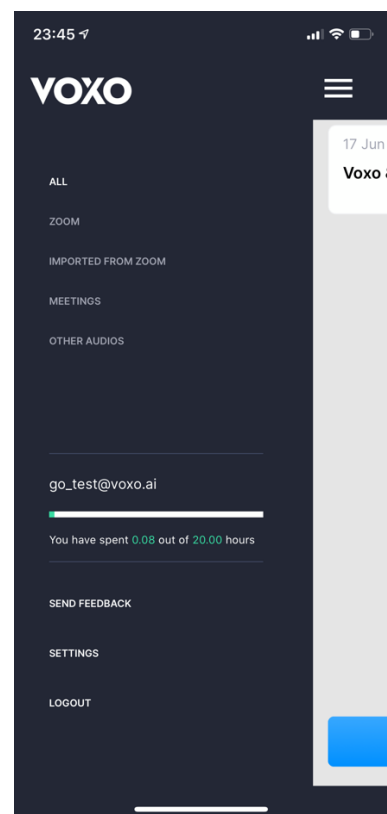 23:45
VOXO
17 Jun
Voxo
ALL
ZOOM
IMPORTED FROM ZOOM
MEETINGS
OTHER AUDIOS
go_test@voxo.ai
You have spent 0.08 out of 20.00 hours
SEND FEEDBACK
SETTINGS
LOGOUT